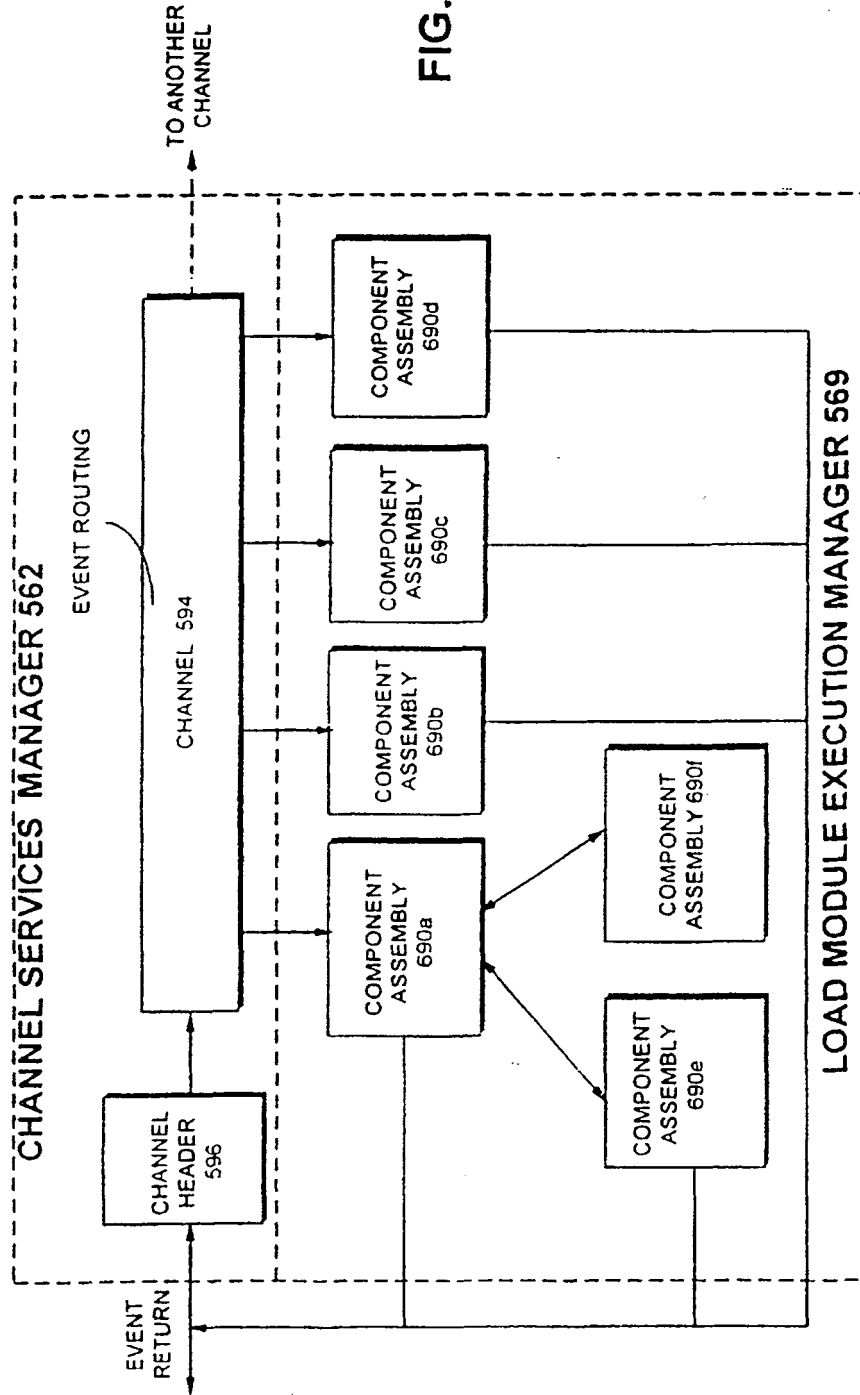 CHANNEL SERVICES MANAGER 562
EVENT ROUTING
EVENT
RETURN
CHANNEL
HEADER
596
CHANNEL 594
TO ANOTHER
CHANNEL
COMPONENT
ASSEMBLY
690a
COMPONENT
ASSEMBLY
690b
COMPONENT
ASSEMBLY
690c
COMPONENT
ASSEMBLY
690d
COMPONENT
ASSEMBLY
690e
COMPONENT
ASSEMBLY 690f
LOAD MODULE EXECUTION MANAGER 569
FIG.